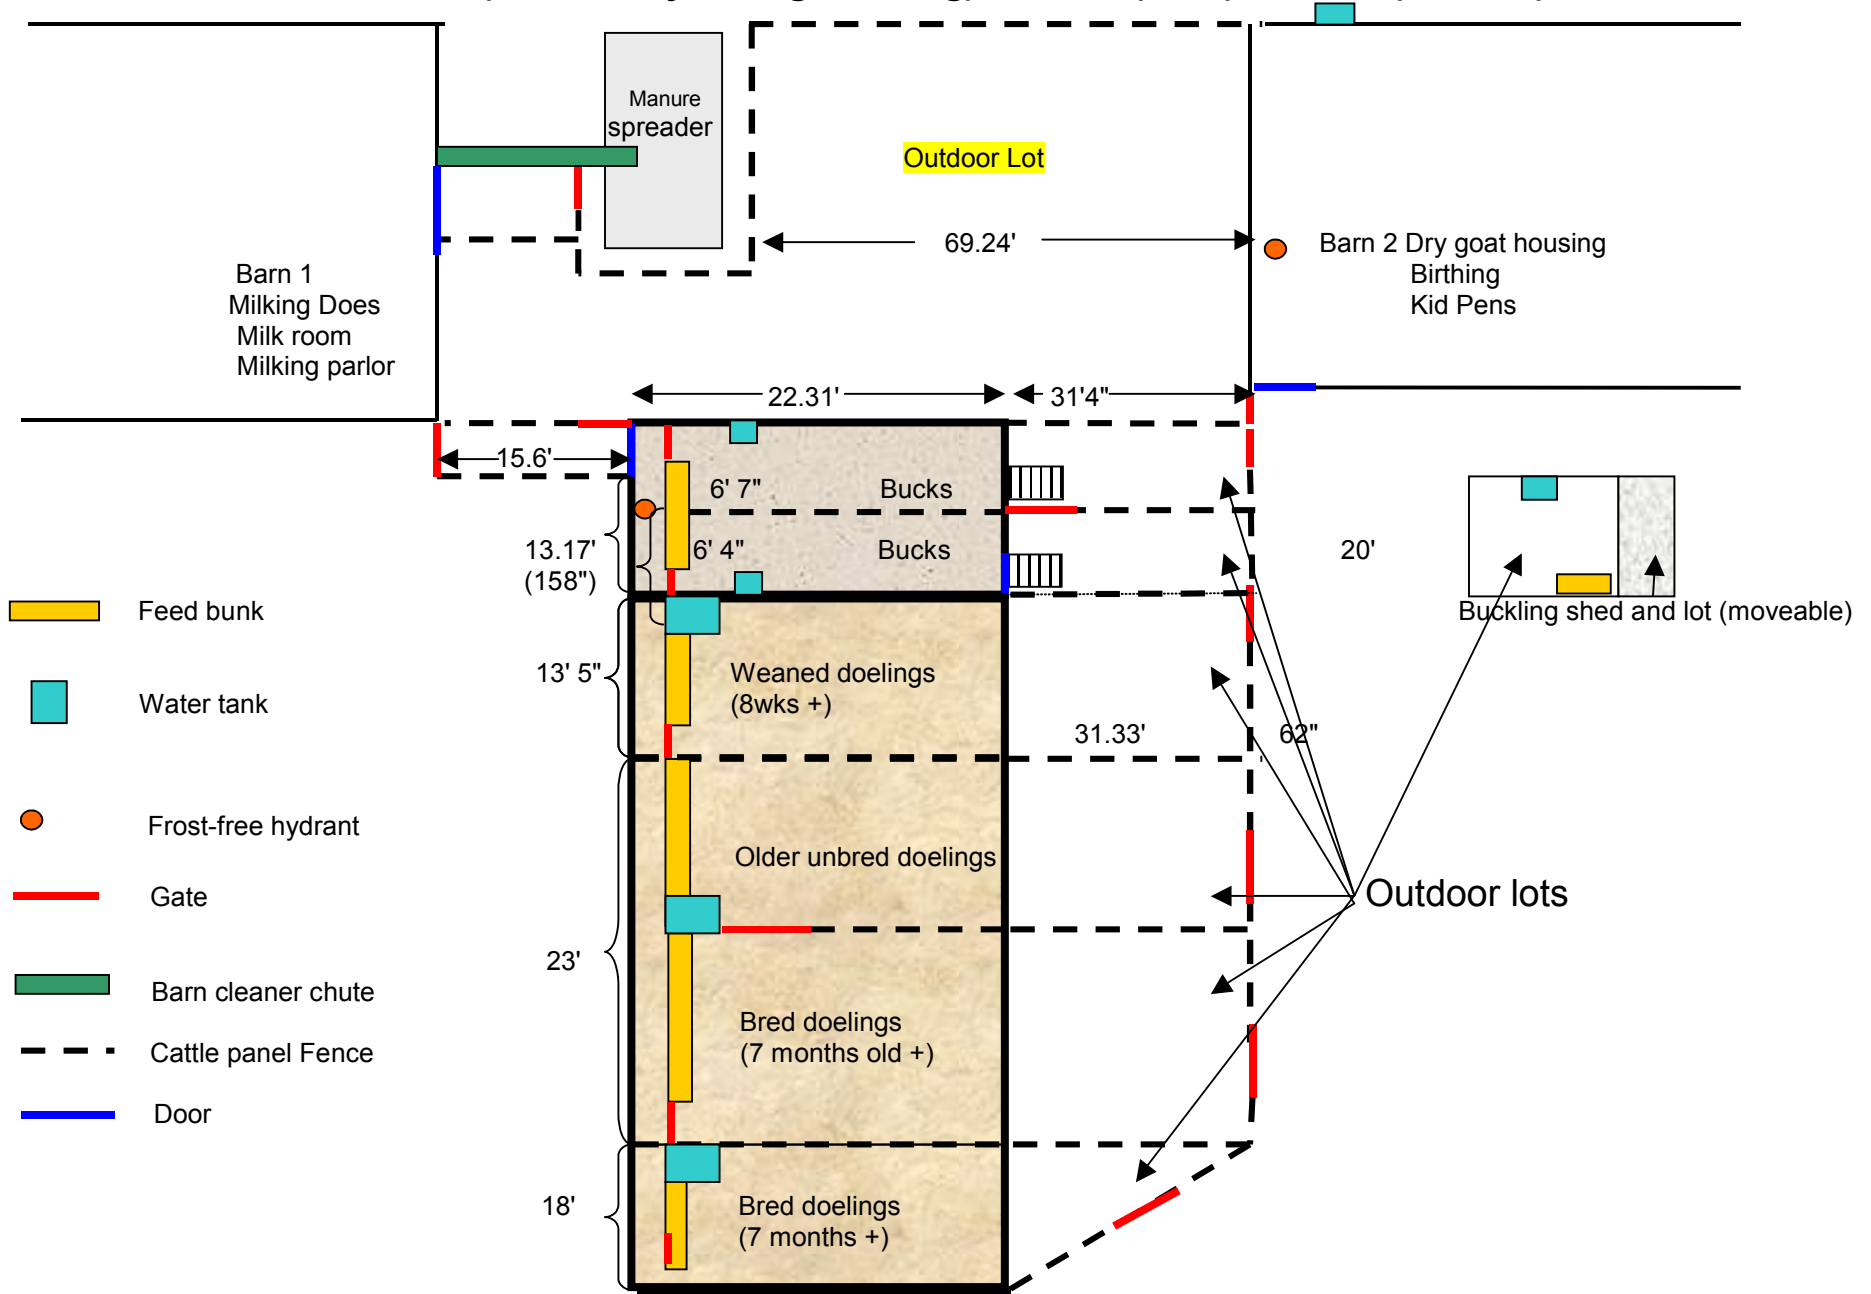 Manure
spreader
Outdoor Lot
69.24'
Barn 1
Milking Does
Milk room
Milking parlor
Barn 2 Dry goat housing
Birthing
Kid Pens
22.31'
31'4"
15.6'
6' 7"
Bucks
13.17'
(158")
6' 4"
Bucks
20'
Buckling shed and lot (moveable)
Feed bunk
13' 5"
Weaned doelings
(8wks +)
Water tank
31.33'
62"
Frost-free hydrant
Older unbred doelings
Gate
Outdoor lots
23'
Barn cleaner chute
Bred doelings
(7 months old +)
Cattle panel Fence
Door
18'
Bred doelings
(7 months +)